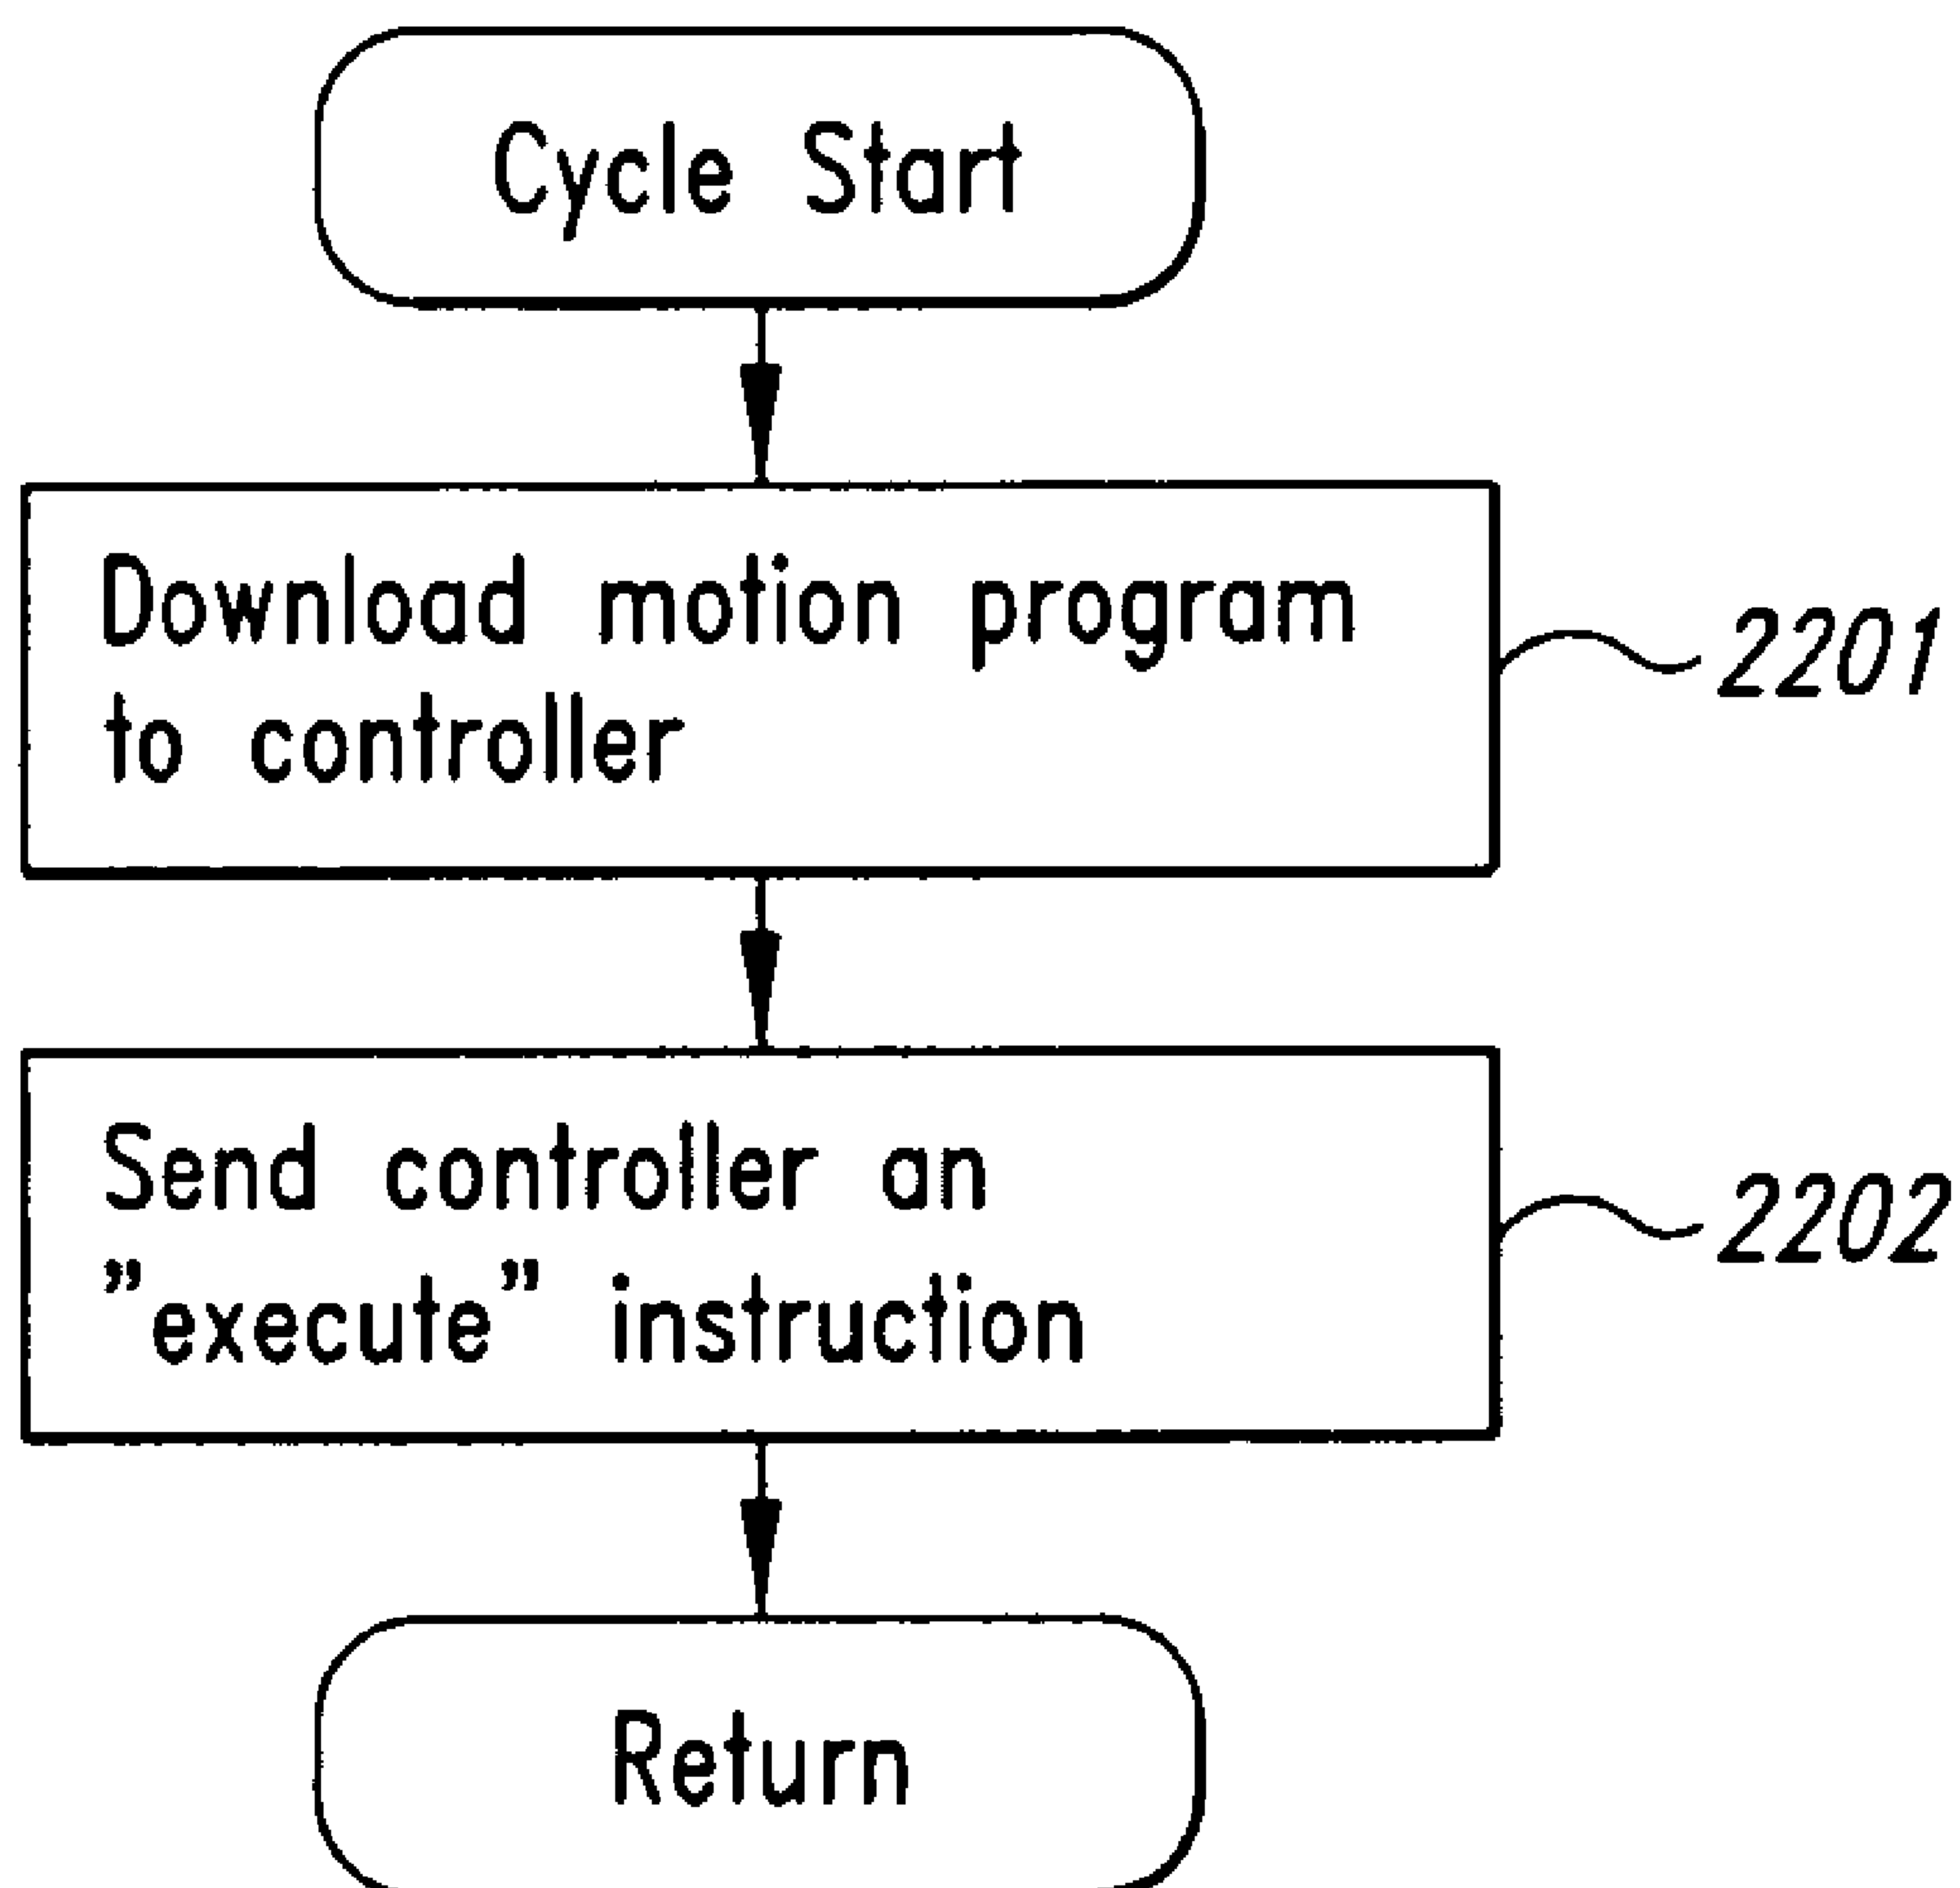 Cycle Start
Download motion program
to controller
2201
Send controller an
”execute” instruction
2202
Return